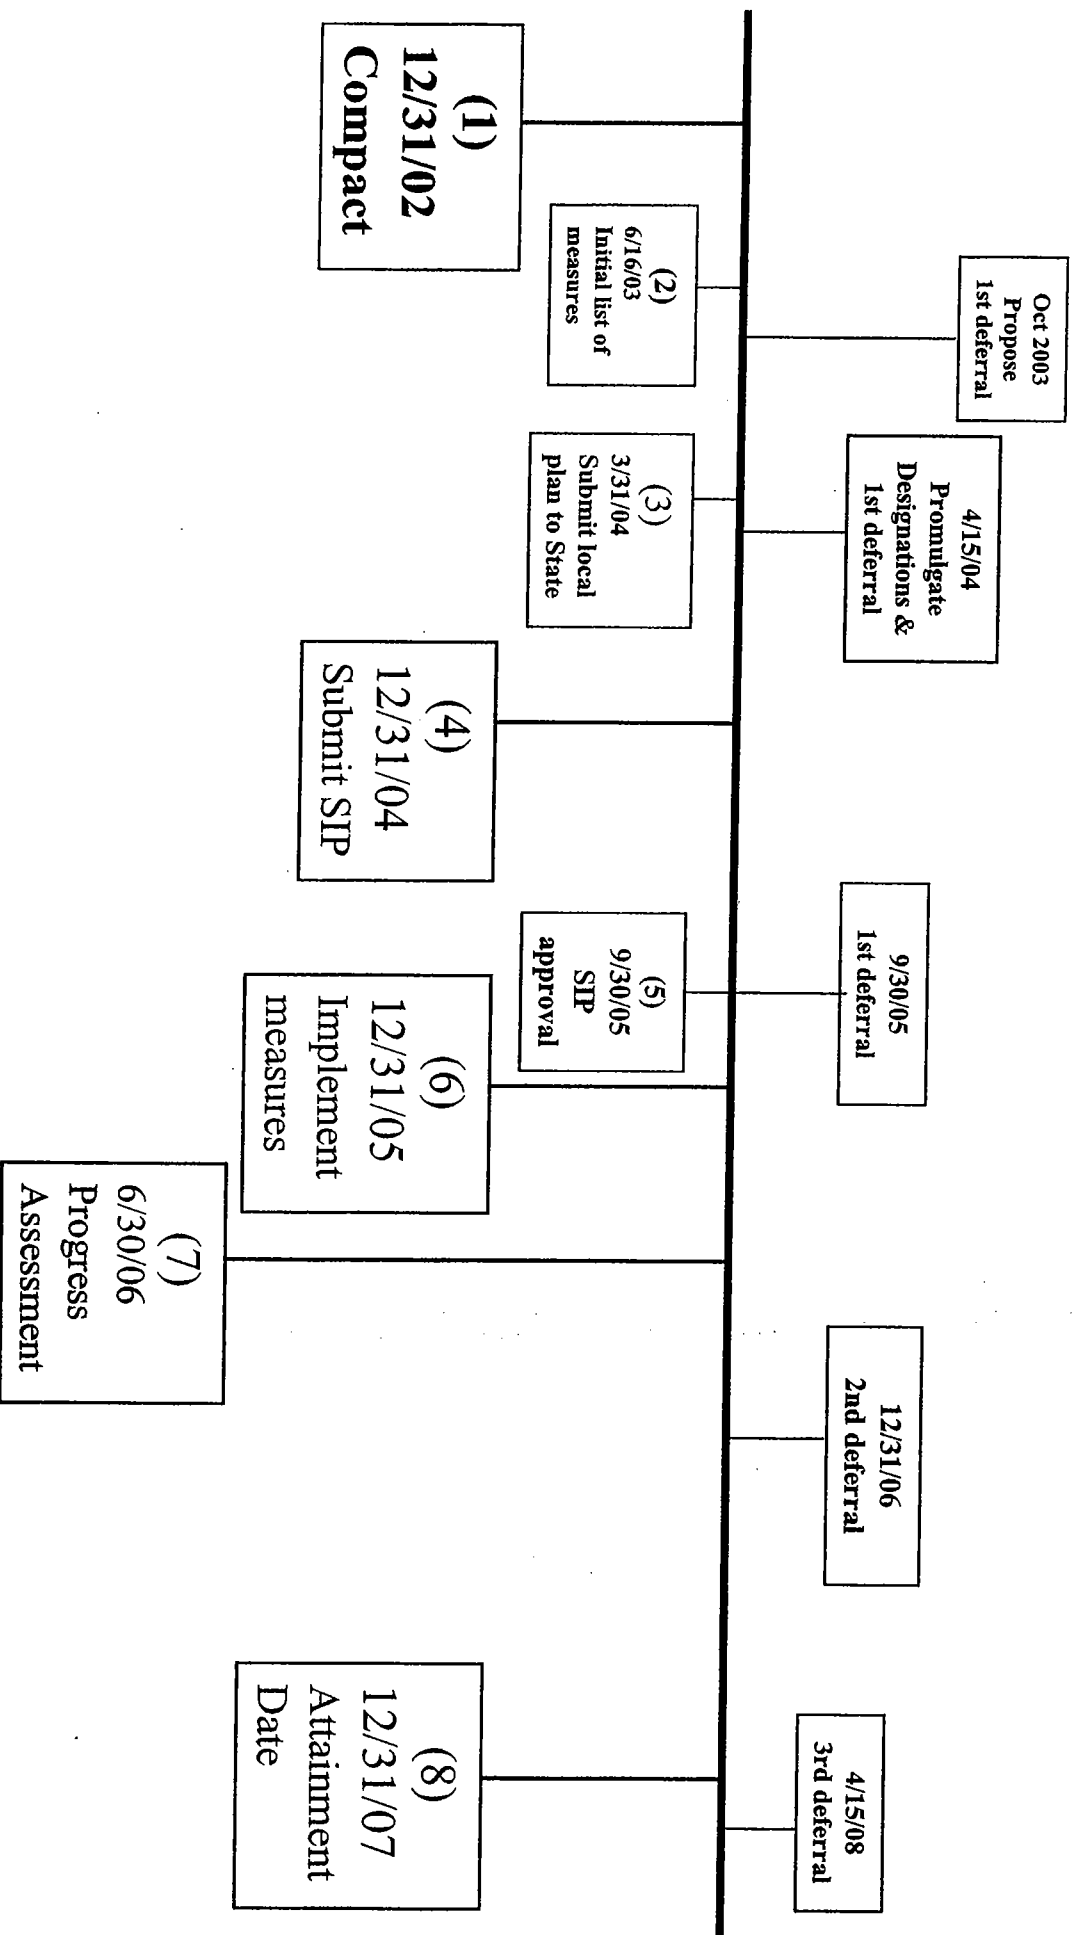 Oct 2003
Propose
1st deferral
4/15/04
Promulgate
Designations &
1st deferral
9/30/05
1st deferral
12/31/06
2nd deferral
4/15/08
3rd deferral
(1)
12/31/02
Compact
(2)
6/16/03
Initial list of
measures
(3)
3/31/04
Submit local
plan to State
(4)
12/31/04
Submit SIP
(5)
9/30/05
SIP
approval
(6)
12/31/05
Implement
measures
(7)
6/30/06
Progress
Assessment
(8)
12/31/07
Attainment
Date